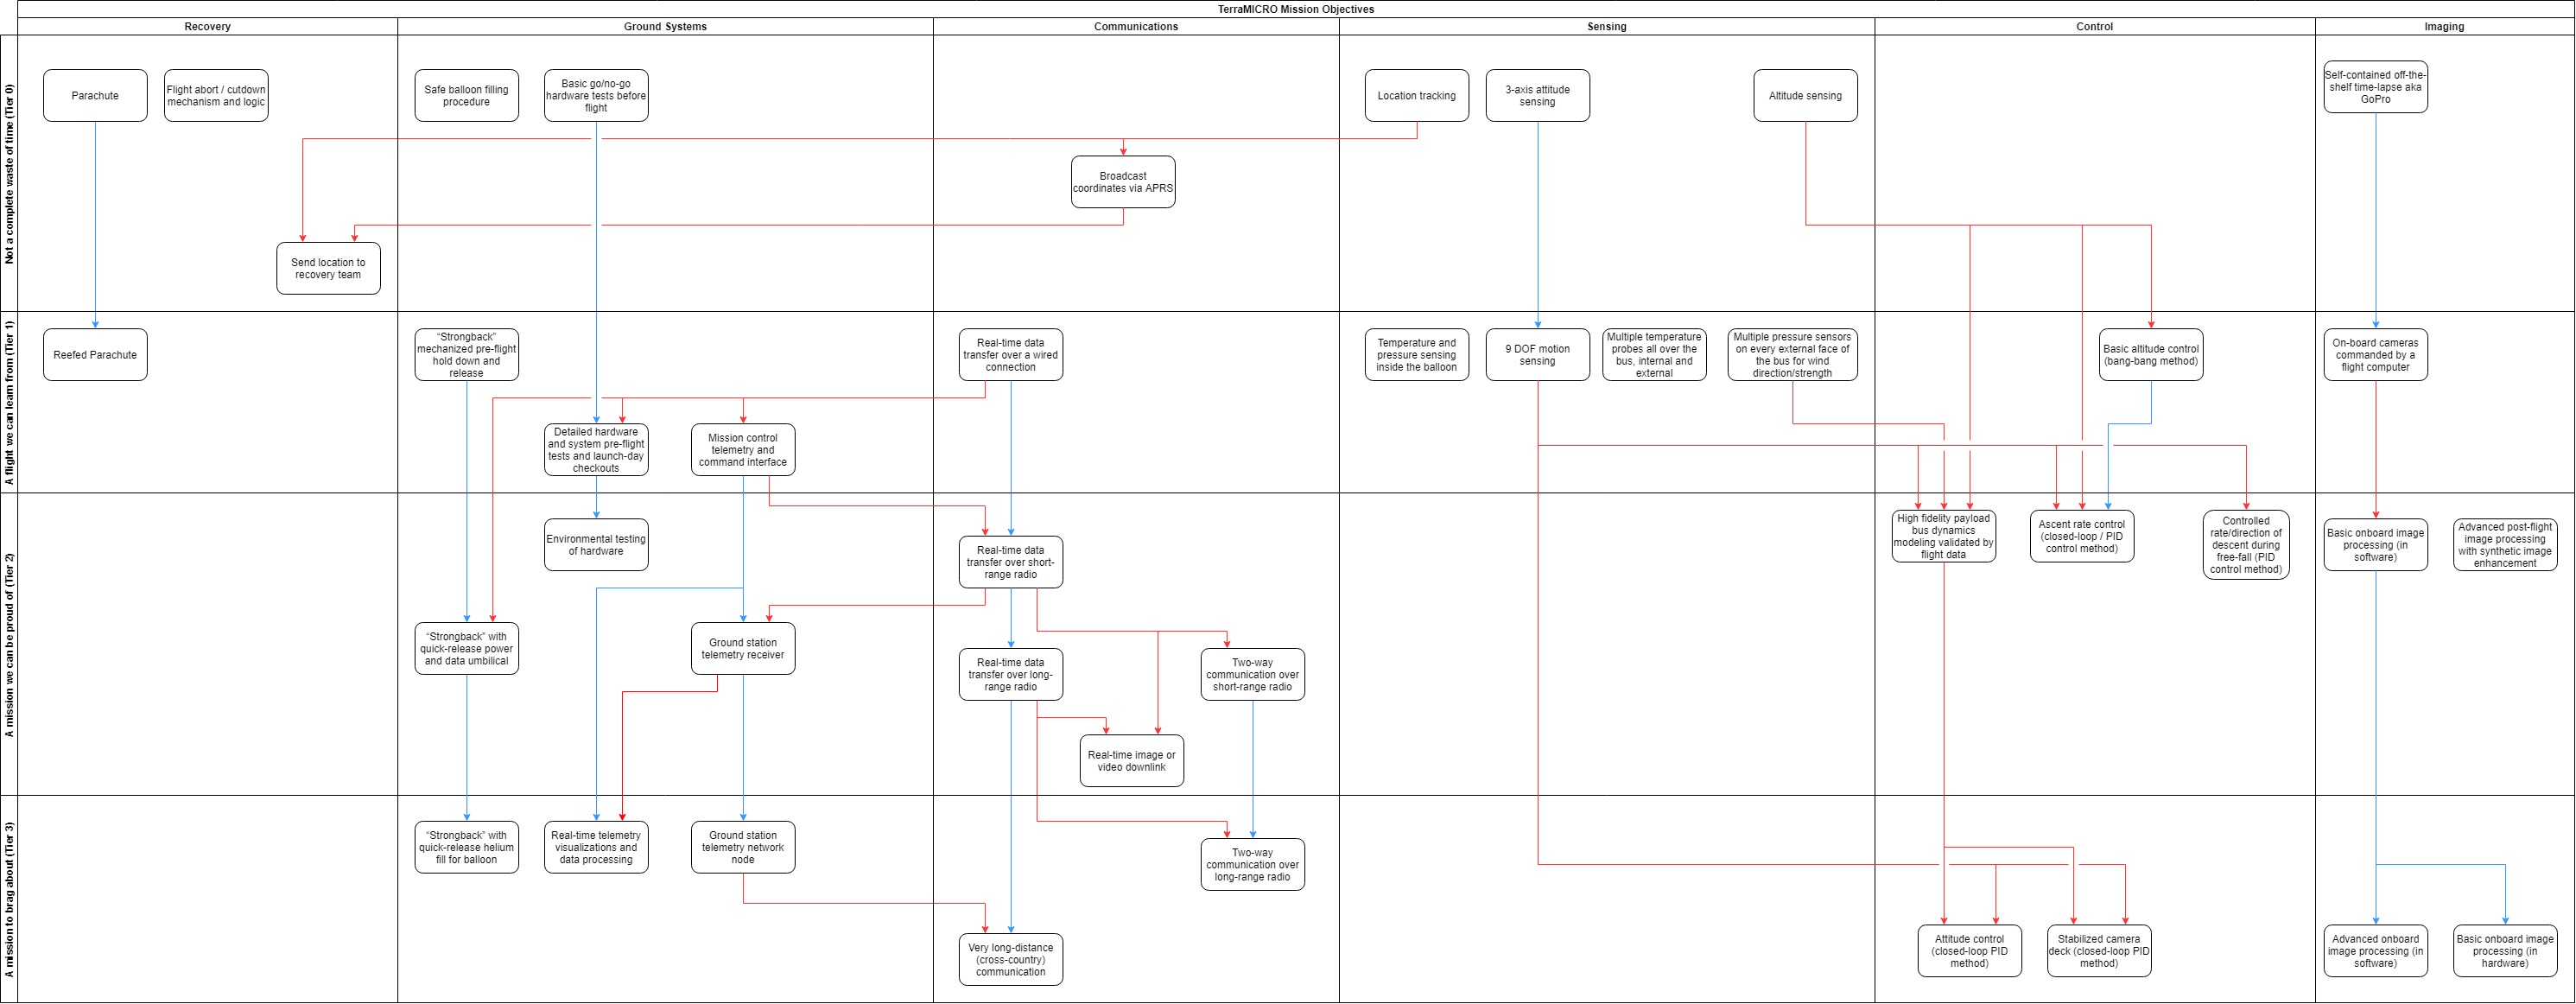 TerraMICRO Mission Objectives
Recovery
Ground Systems
Communications
Sensing
Control
Imaging
Not a complete waste of time (Tier 0)
Parachute
Flight abort / cutdown
mechanism and logic
Safe balloon filling
procedure
Basic go/no-go
hardware tests before
flight
Location tracking
3-axis attitude
sensing
Altitude sensing
Self-contained off-the-
shelf time-lapse aka
GoPro
Broadcast
coordinates via APRS
Send location to
recovery team
A flight we can learn from (Tier 1)
Reefed Parachute
“Strongback”
mechanized pre-flight
hold down and
release
Real-time data
transfer over a wired
connection
Temperature and
pressure sensing
inside the balloon
9 DOF motion
sensing
Multiple temperature
probes all over the
bus, internal and
external
Multiple pressure sensors
on every external face of
the bus for wind
direction/strength
Basic altitude control
(bang-bang method)
On-board cameras
commanded by a
flight computer
Detailed hardware
and system pre-flight
tests and launch-day
checkouts
Mission control
telemetry and
command interface
A mission we can be proud of (Tier 2)
Environmental testing
of hardware
Real-time data
transfer over short-
range radio
High fidelity payload
bus dynamics
modeling validated by
flight data
Ascent rate control
(closed-loop / PID
control method)
Controlled
rate/direction of
descent during
free-fall (PID
control method)
Basic onboard image
processing (in
software)
Advanced post-flight
image processing
with synthetic image
enhancement
“Strongback” with
quick-release power
and data umbilical
Ground station
telemetry receiver
Real-time data
transfer over long-
range radio
Two-way
communication over
short-range radio
Real-time image or
video downlink
A mission to brag about (Tier 3)
“Strongback” with
quick-release helium
fill for balloon
Real-time telemetry
visualizations and
data processing
Ground station
telemetry network
node
Two-way
communication over
long-range radio
Very long-distance
(cross-country)
communication
Attitude control
(closed-loop PID
method)
Stabilized camera
deck (closed-loop PID
method)
Advanced onboard
image processing (in
software)
Basic onboard image
processing (in
hardware)